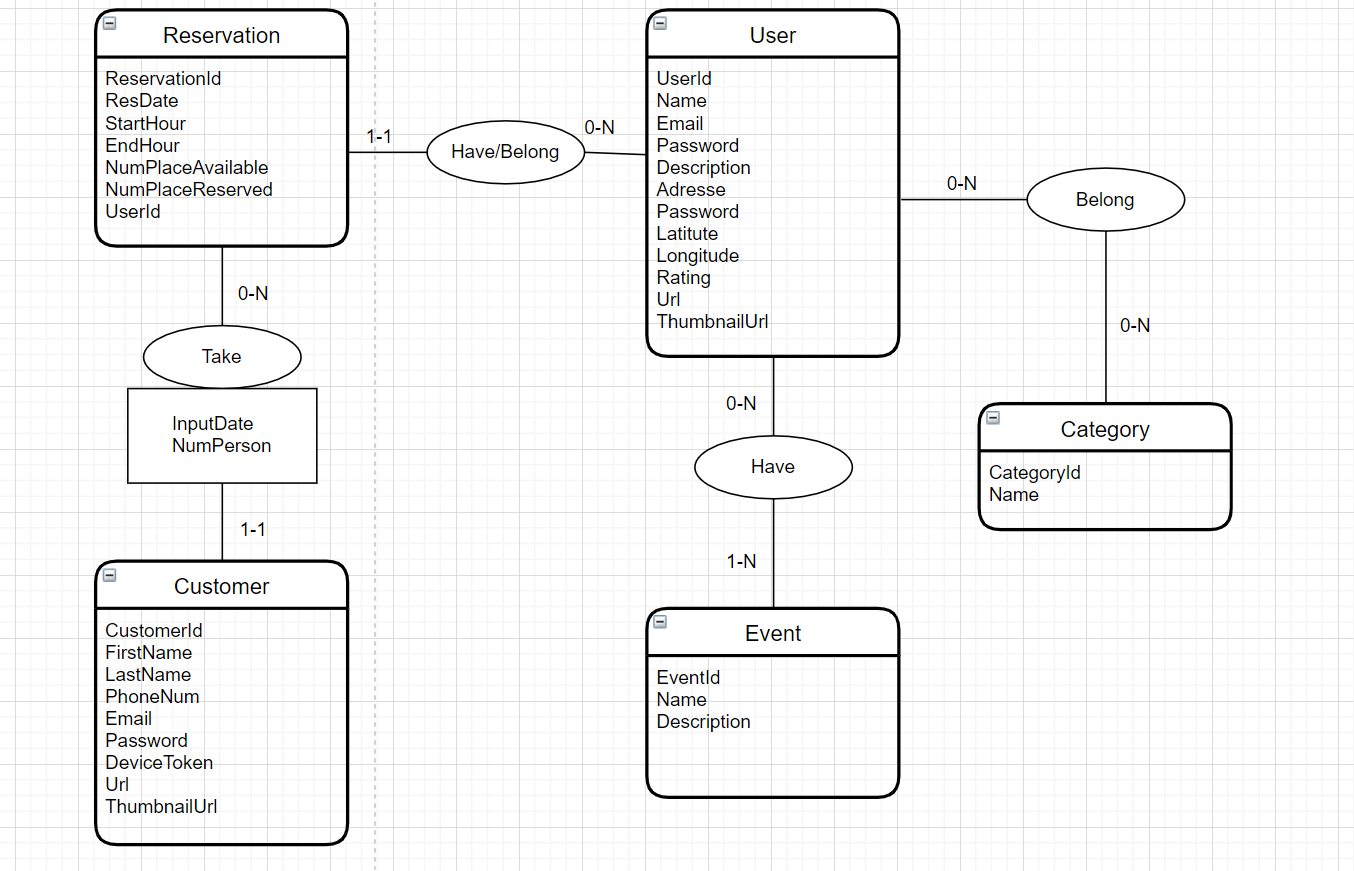 Reservation
ReservationId
ResDate
StartHour
EndHour
NumPlaceAvailable
NumPlaceReserved
UserId
1-1
Have/Belong
0-N
User
UserId
Name
Email
Password
Description
Adresse
Password
Latitute
Longitude
Rating
Url
ThumbnailUrl
0-N
Belong
0-N
Category
CategoryId
Name
0-N
Take
InputDate
NumPerson
1-1
Customer
CustomerId
FirstName
LastName
PhoneNum
Email
Password
DeviceToken
Url
ThumbnailUrl
0-N
Have
1-N
Event
EventId
Name
Description